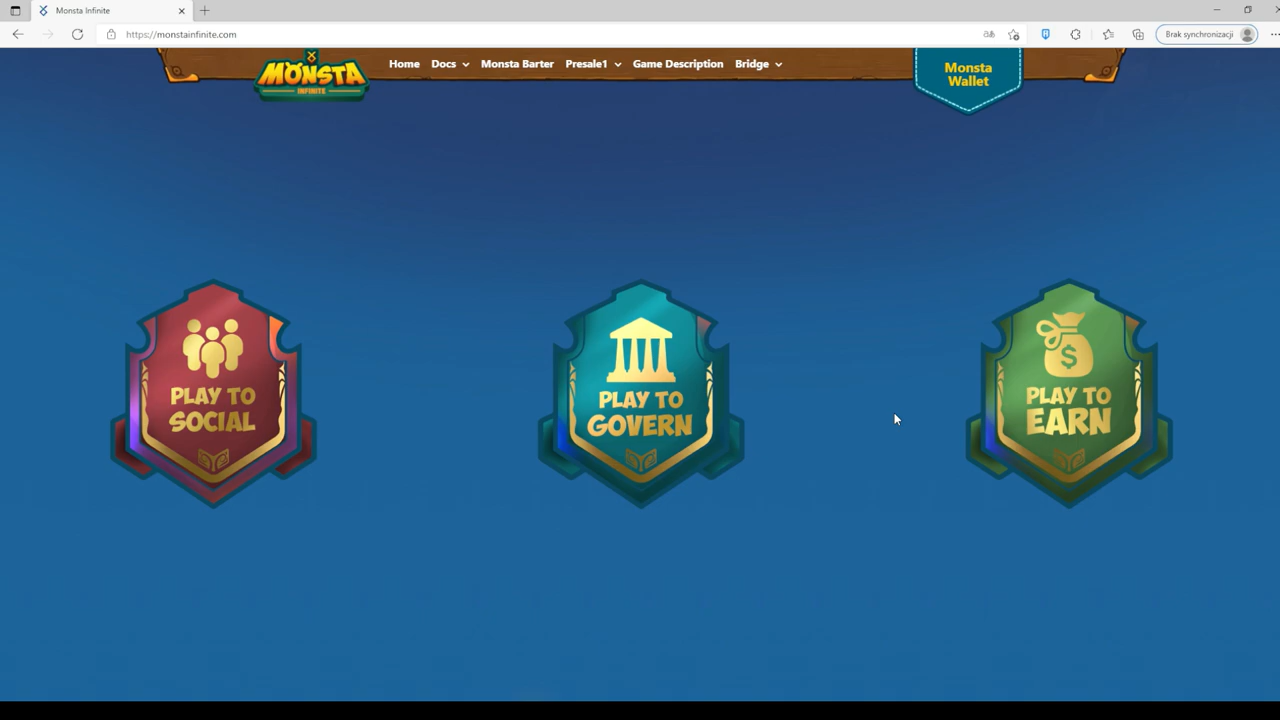 Monsta Infinite
https://monstainfinite.com
Brak synchronizacji
MONSTA
INFINITE
Home Docs Monsta Barter Presale1 Game Description Bridge
Monsta
Wallet
PLAY TO
SOCIAL
PLAY TO
GOVERN
$
PLAY TO
EARN